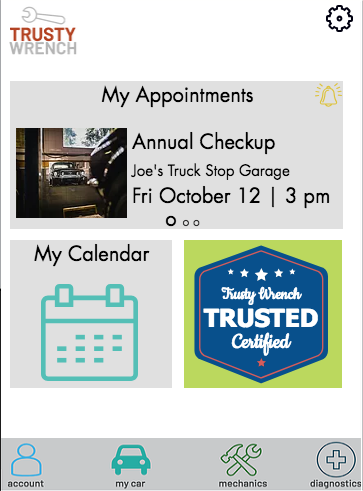 TRUSTY
WRENCH
My Appointments
Annual Checkup
Joe's Truck Stop Garage
Fri October 12 | 3 pm
My Calendar
Trusty Wrench
TRUSTED
Certified
account
my car
mechanics
diagnostics